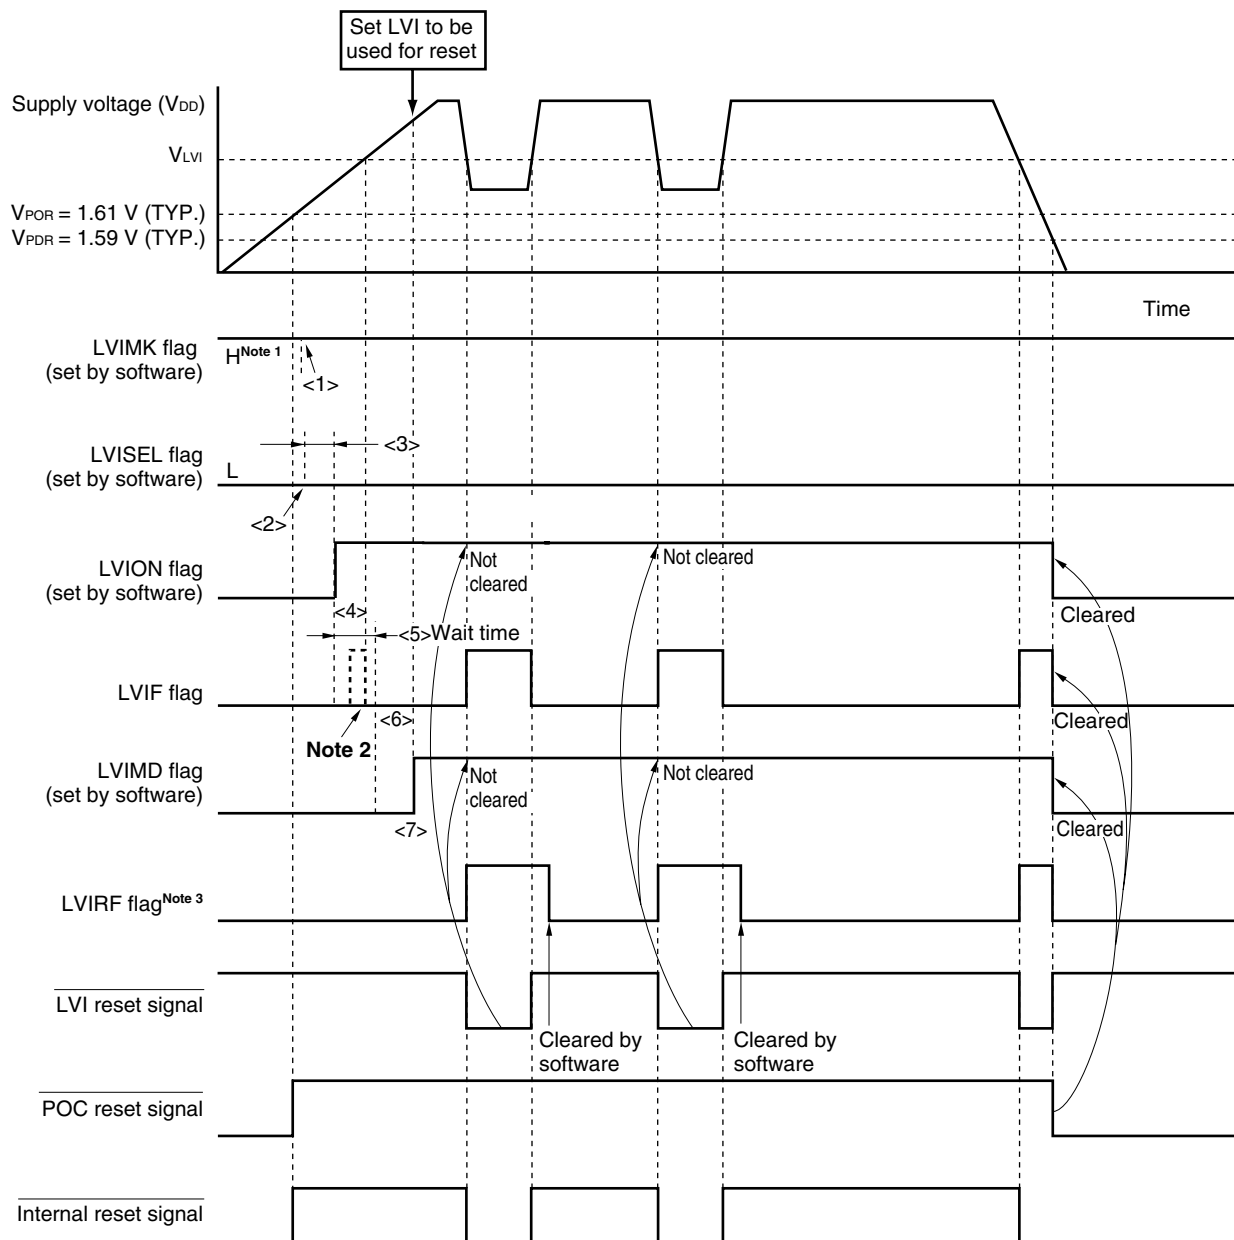 Set LVI to be
used for reset
Supply voltage (VDD)
VLVI
VPOR = 1.61 V (TYP.)
VPDR = 1.59 V (TYP.)
Time
LVIMK flag
(set by software)
H Note 1
<1>
<3>
LVISEL flag
(set by software)
L
<2>
LVION flag
(set by software)
Not
cleared
Not cleared
Cleared
<4>
<5> Wait time
LVIF flag
<6>
Cleared
Note 2
LVIMD flag
(set by software)
Not
cleared
Not cleared
<7>
Cleared
LVIRF flag Note 3
LVI reset signal
Cleared by
software
Cleared by
software
POC reset signal
Internal reset signal